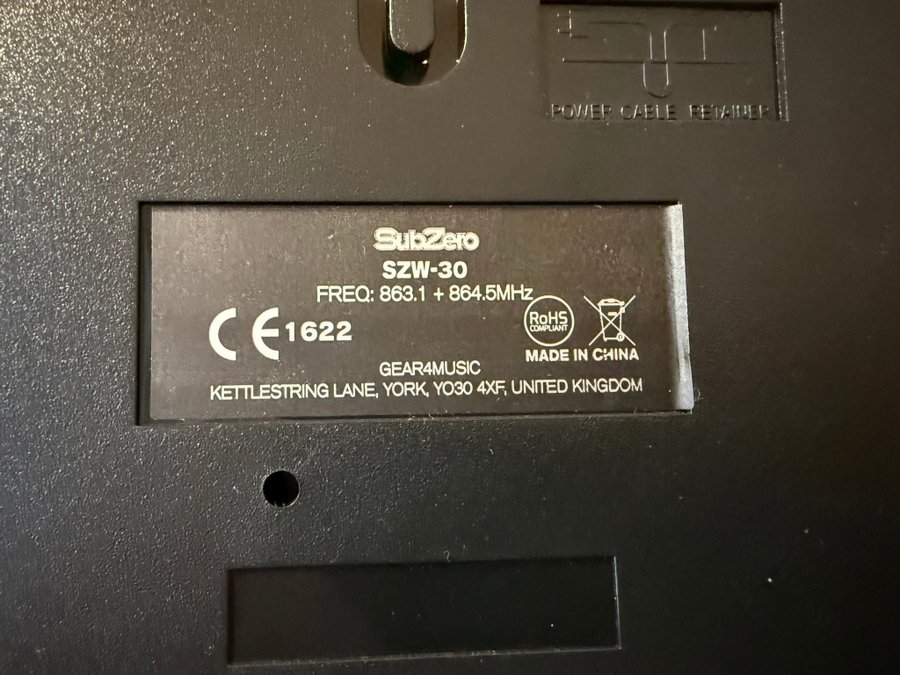 POWER CABLE RETAINER
SubZero
SZW-30
FREQ: 863.1 + 864.5MHz
CE 1622
RoHS
COMPLIANT
MADE IN CHINA
GEAR4MUSIC
KETTLESTRING LANE, YORK, YO30 4XF, UNITED KINGDOM